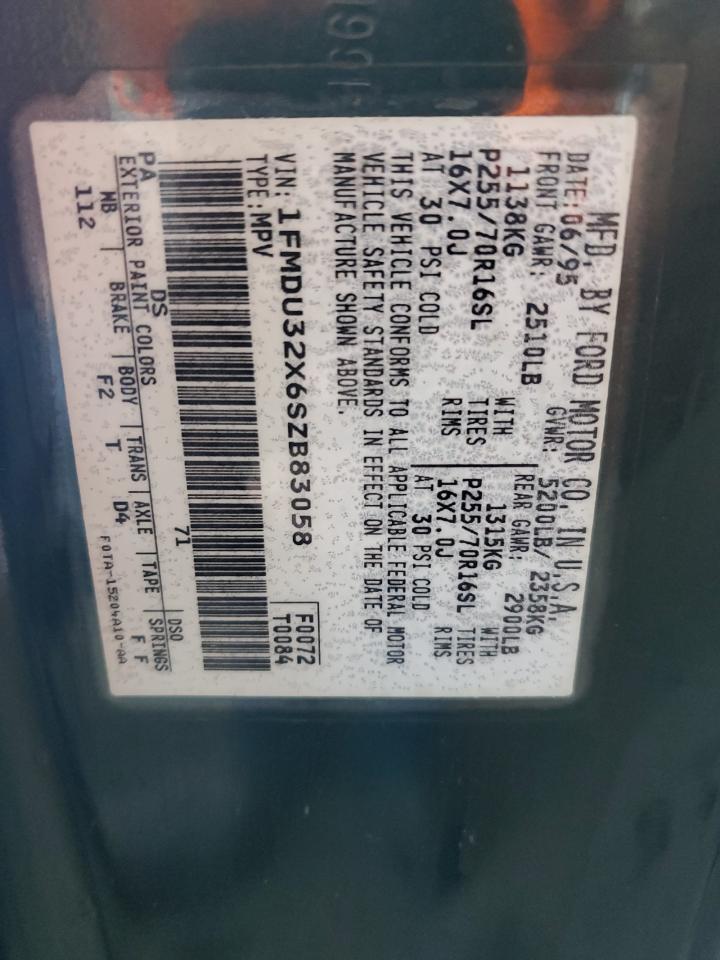 MFD. BY FORD MOTOR CO. IN U.S.A.
DATE: 06/95 GVWR: 5200LB/ 2358KG
FRONT GAWR: 2510LB REAR GAWR: 2900LB
1138KG WITH 1315KG WITH
P255/70R16SL TIRES P255/70R16SL TIRES
16X7.0J RIMS 16X7.0J RIMS
AT 30 PSI COLD AT 30 PSI COLD
THIS VEHICLE CONFORMS TO ALL APPLICABLE FEDERAL MOTOR
VEHICLE SAFETY STANDARDS IN EFFECT ON THE DATE OF
MANUFACTURE SHOWN ABOVE.
VIN: 1FMDU32X6SZB83058 F0072
TYPE: MPV T0084
PA DS 71
EXTERIOR PAINT COLORS DSO
WB BRAKE BODY TRANS AXLE TAPE SPRINGS
112 F2 T D4 F F
F0TA-15204A10-AA